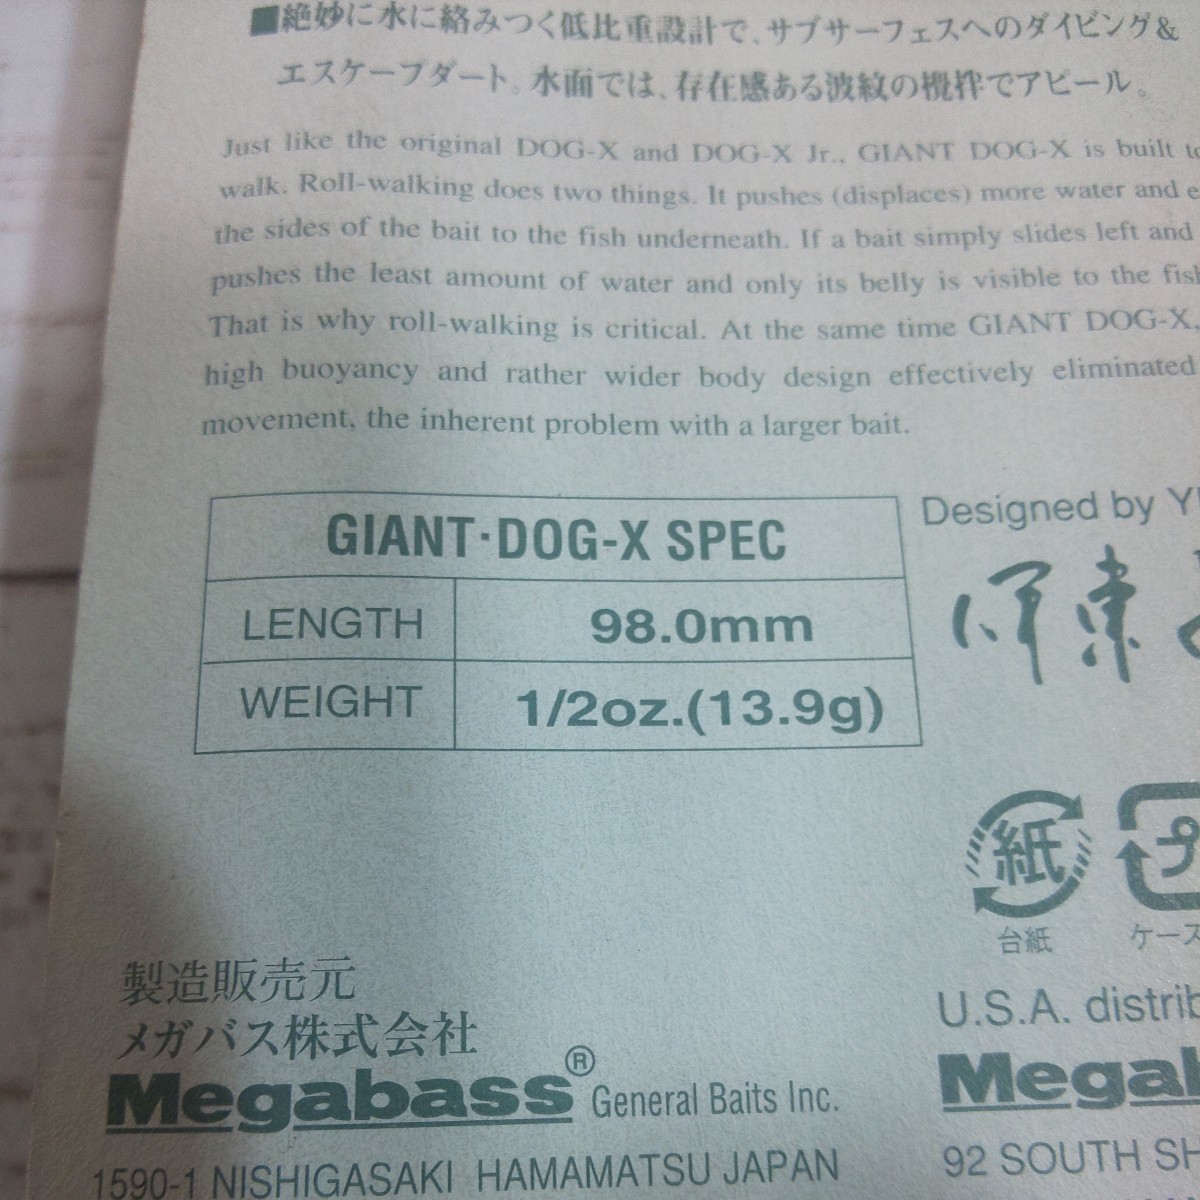 ■絶妙に水に絡みつく低比重設計で、サブサーフェスへのダイビング&
エスケープダート。水面では、存在感ある波紋の攪拌でアピール。
Just like the original DOG-X and DOG-X Jr., GIANT DOG-X is built to
walk. Roll-walking does two things. It pushes (displaces) more water and
the sides of the bait to the fish underneath. If a bait simply slides left and
pushes the least amount of water and only its belly is visible to the fish
That is why roll-walking is critical. At the same time GIANT DOG-X,
high buoyancy and rather wider body design effectively eliminated
movement, the inherent problem with a larger bait.
GIANT·DOG-X SPEC
LENGTH 98.0mm
WEIGHT 1/2oz.(13.9g)
Designed by
伊東
紙
プ
台紙
ケース
製造販売元
メガバス株式会社
Megabass® General Baits Inc.
1590-1 NISHIGASAKI HAMAMATSU JAPAN
U.S.A. distrib
Megab
92 SOUTH SH